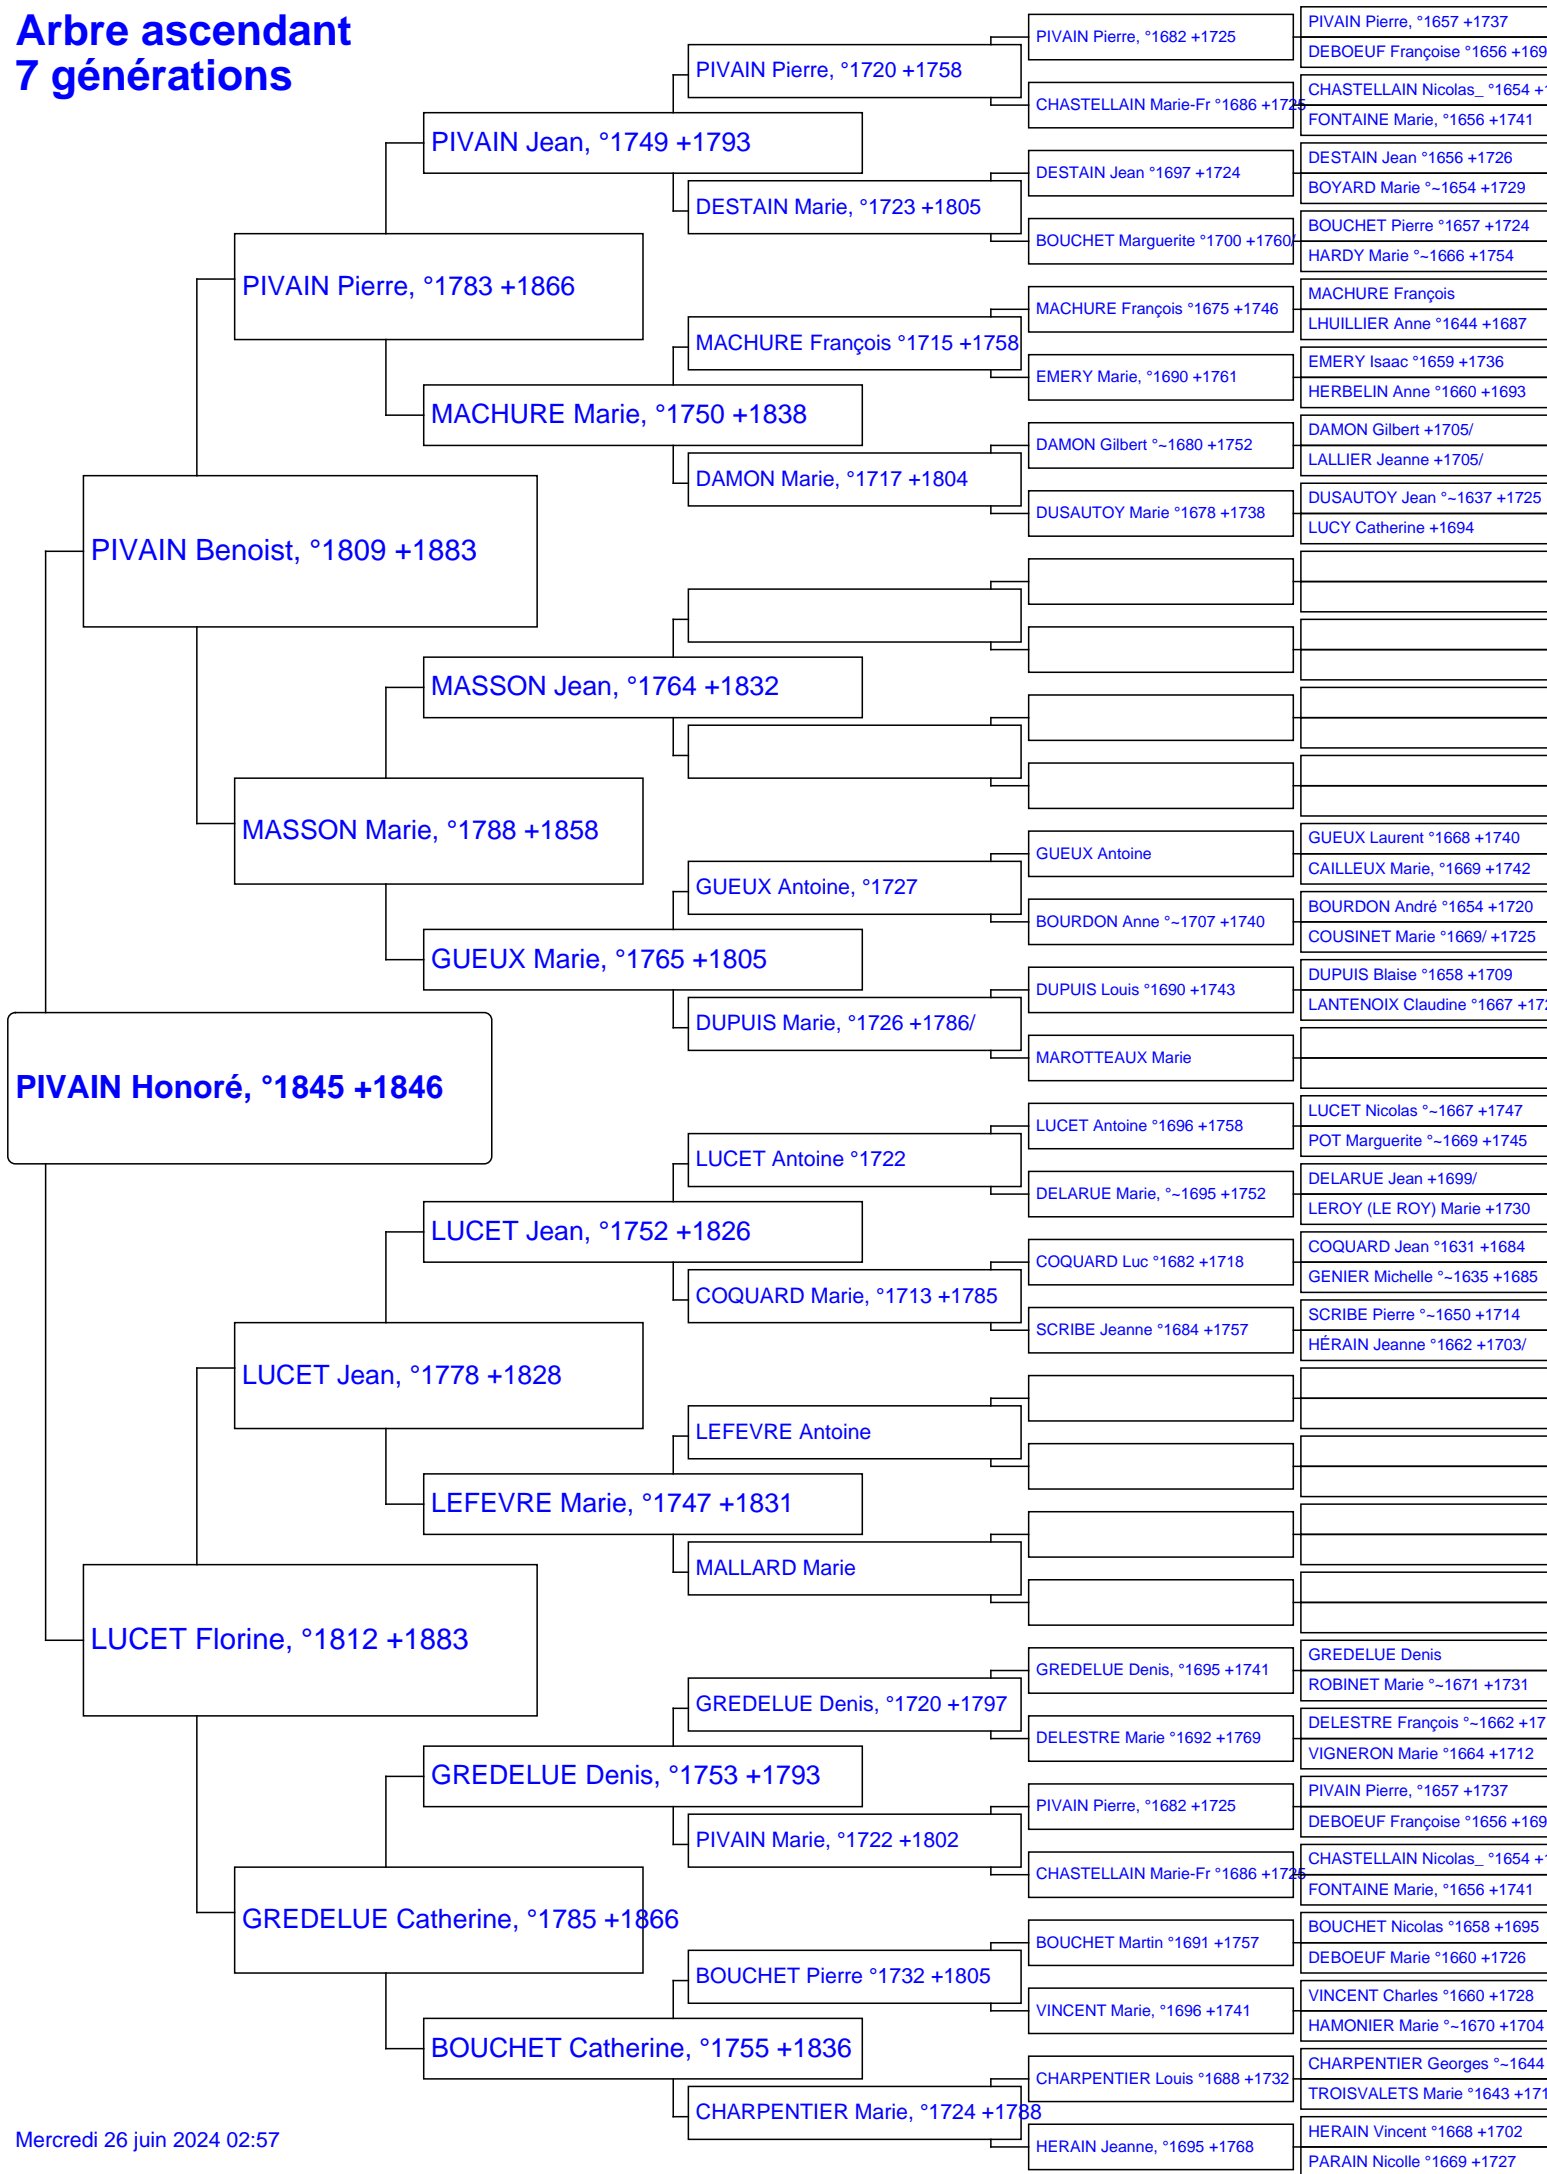 Arbre ascendant
7 générations
PIVAIN Honoré, °1845 +1846
PIVAIN Benoist, °1809 +1883
LUCET Florine, °1812 +1883
PIVAIN Pierre, °1783 +1866
MASSON Marie, °1788 +1858
LUCET Jean, °1778 +1828
GREDELUE Catherine, °1785 +1866
PIVAIN Jean, °1749 +1793
MACHURE Marie, °1750 +1838
MASSON Jean, °1764 +1832
GUEUX Marie, °1765 +1805
LUCET Jean, °1752 +1826
LEFEVRE Marie, °1747 +1831
GREDELUE Denis, °1753 +1793
BOUCHET Catherine, °1755 +1836
PIVAIN Pierre, °1720 +1758
DESTAIN Marie, °1723 +1805
MACHURE François °1715 +1758
DAMON Marie, °1717 +1804
GUEUX Antoine, °1727
DUPUIS Marie, °1726 +1786/
LUCET Antoine °1722
COQUARD Marie, °1713 +1785
LEFEVRE Antoine
MALLARD Marie
GREDELUE Denis, °1720 +1797
PIVAIN Marie, °1722 +1802
BOUCHET Pierre °1732 +1805
CHARPENTIER Marie, °1724 +1788
PIVAIN Pierre, °1682 +1725
CHASTELLAIN Marie-Fr °1686 +1725
DESTAIN Jean °1697 +1724
BOUCHET Marguerite °1700 +1760/
MACHURE François °1675 +1746
EMERY Marie, °1690 +1761
DAMON Gilbert °~1680 +1752
DUSAUTOY Marie °1678 +1738
GUEUX Antoine
BOURDON Anne °~1707 +1740
DUPUIS Louis °1690 +1743
MAROTTEAUX Marie
LUCET Antoine °1696 +1758
DELARUE Marie, °~1695 +1752
COQUARD Luc °1682 +1718
SCRIBE Jeanne °1684 +1757
GREDELUE Denis, °1695 +1741
DELESTRE Marie °1692 +1769
PIVAIN Pierre, °1682 +1725
CHASTELLAIN Marie-Fr °1686 +1725
BOUCHET Martin °1691 +1757
VINCENT Marie, °1696 +1741
CHARPENTIER Louis °1688 +1732
HERAIN Jeanne, °1695 +1768
PIVAIN Pierre, °1657 +1737
DEBOEUF Françoise °1656 +169
CHASTELLAIN Nicolas_ °1654 +1
FONTAINE Marie, °1656 +1741
DESTAIN Jean °1656 +1726
BOYARD Marie °~1654 +1729
BOUCHET Pierre °1657 +1724
HARDY Marie °~1666 +1754
MACHURE François
LHUILLIER Anne °1644 +1687
EMERY Isaac °1659 +1736
HERBELIN Anne °1660 +1693
DAMON Gilbert +1705/
LALLIER Jeanne +1705/
DUSAUTOY Jean °~1637 +1725
LUCY Catherine +1694
GUEUX Laurent °1668 +1740
CAILLEUX Marie, °1669 +1742
BOURDON André °1654 +1720
COUSINET Marie °1669/ +1725
DUPUIS Blaise °1658 +1709
LANTENOIX Claudine °1667 +172
LUCET Nicolas °~1667 +1747
POT Marguerite °~1669 +1745
DELARUE Jean +1699/
LEROY (LE ROY) Marie +1730
COQUARD Jean °1631 +1684
GENIER Michelle °~1635 +1685
SCRIBE Pierre °~1650 +1714
HÉRAIN Jeanne °1662 +1703/
GREDELUE Denis
ROBINET Marie °~1671 +1731
DELESTRE François °~1662 +17
VIGNERON Marie °1664 +1712
PIVAIN Pierre, °1657 +1737
DEBOEUF Françoise °1656 +169
CHASTELLAIN Nicolas_ °1654 +1
FONTAINE Marie, °1656 +1741
BOUCHET Nicolas °1658 +1695
DEBOEUF Marie °1660 +1726
VINCENT Charles °1660 +1728
HAMONIER Marie °~1670 +1704
CHARPENTIER Georges °~1644
TROISVALETS Marie °1643 +171
HERAIN Vincent °1668 +1702
PARAIN Nicolle °1669 +1727
Mercredi 26 juin 2024 02:57